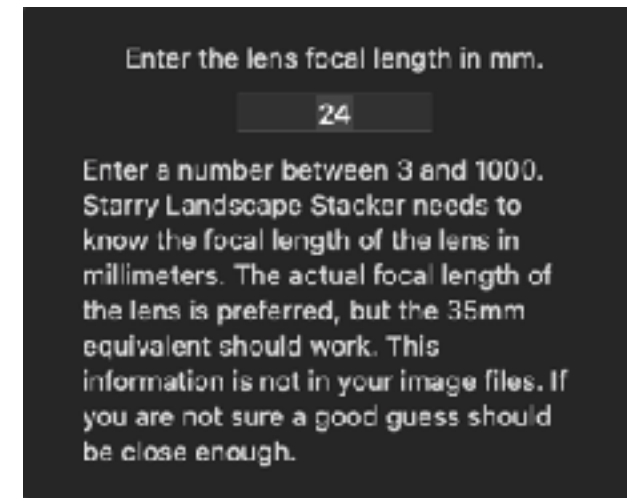 Enter the lens focal length in mm.
24
Enter a number between 3 and 1000.
Starry Landscape Stacker needs to
know the focal length of the lens in
millimeters. The actual focal length of
the lens is preferred, but the 35mm
equivalent should work. This
information is not in your image files. If
you are not sure a good guess should
be close enough.